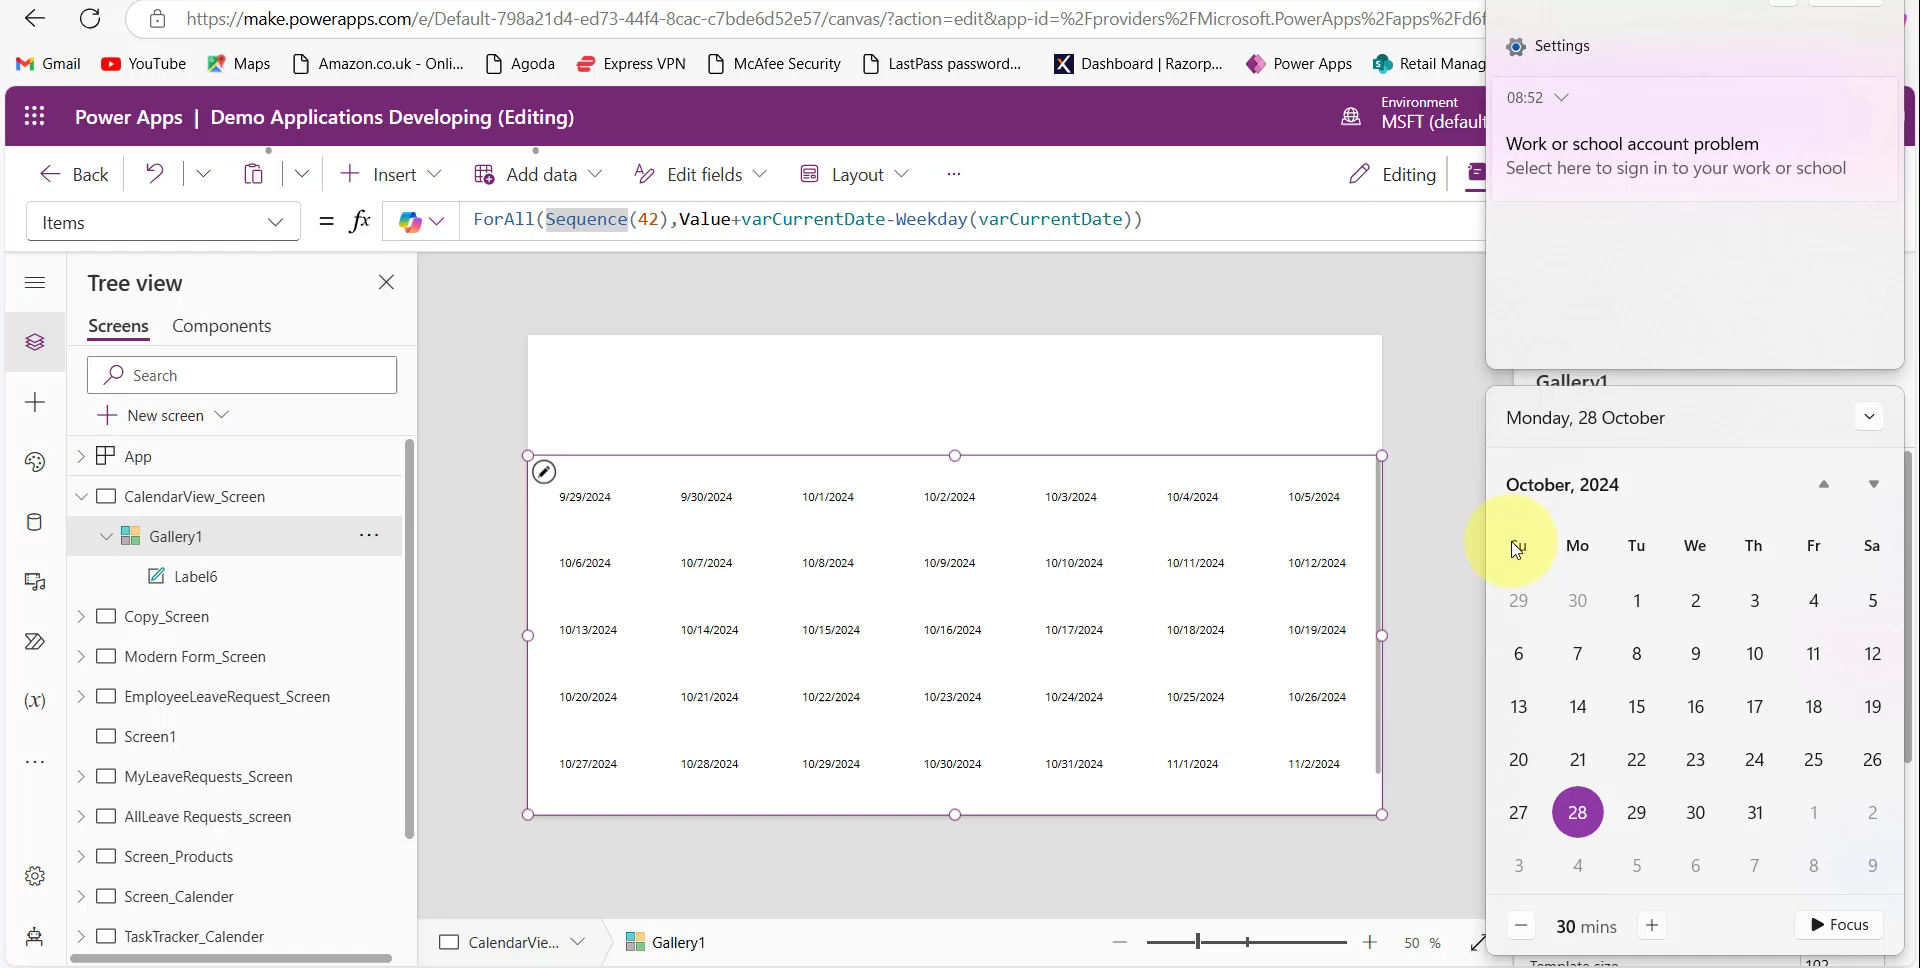 https://make.powerapps.com/e/Default-798a21d4-ed73-44f4-8cac-c7bde6d52e57/canvas/?action=edit&app-id=%2Fproviders%2FMicrosoft.PowerApps%2Fapps%2Fd6f
Gmail YouTube Maps Amazon.co.uk - Onli... Agoda Express VPN McAfee Security LastPass password... Dashboard | Razorp... Power Apps Retail Manag
Power Apps | Demo Applications Developing (Editing)
Environment
MSFT (default
Back Insert Add data Edit fields Layout ... Editing
Items = fx ForAll(Sequence(42),Value+varCurrentDate-Weekday(varCurrentDate))
Tree view
Screens Components
Search
New screen
App
CalendarView_Screen
Gallery1
Label6
Copy_Screen
Modern Form_Screen
EmployeeLeaveRequest_Screen
Screen1
MyLeaveRequests_Screen
AllLeave Requests_screen
Screen_Products
Screen_Calender
TaskTracker_Calender
9/29/2024 9/30/2024 10/1/2024 10/2/2024 10/3/2024 10/4/2024 10/5/2024
10/6/2024 10/7/2024 10/8/2024 10/9/2024 10/10/2024 10/11/2024 10/12/2024
10/13/2024 10/14/2024 10/15/2024 10/16/2024 10/17/2024 10/18/2024 10/19/2024
10/20/2024 10/21/2024 10/22/2024 10/23/2024 10/24/2024 10/25/2024 10/26/2024
10/27/2024 10/28/2024 10/29/2024 10/30/2024 10/31/2024 11/1/2024 11/2/2024
CalendarVie... Gallery1
50 %
Settings
08:52
Work or school account problem
Select here to sign in to your work or school
Gallery1
Monday, 28 October
October, 2024
Su Mo Tu We Th Fr Sa
29 30 1 2 3 4 5
6 7 8 9 10 11 12
13 14 15 16 17 18 19
20 21 22 23 24 25 26
27 28 29 30 31 1 2
3 4 5 6 7 8 9
30 mins Focus
Template size 102